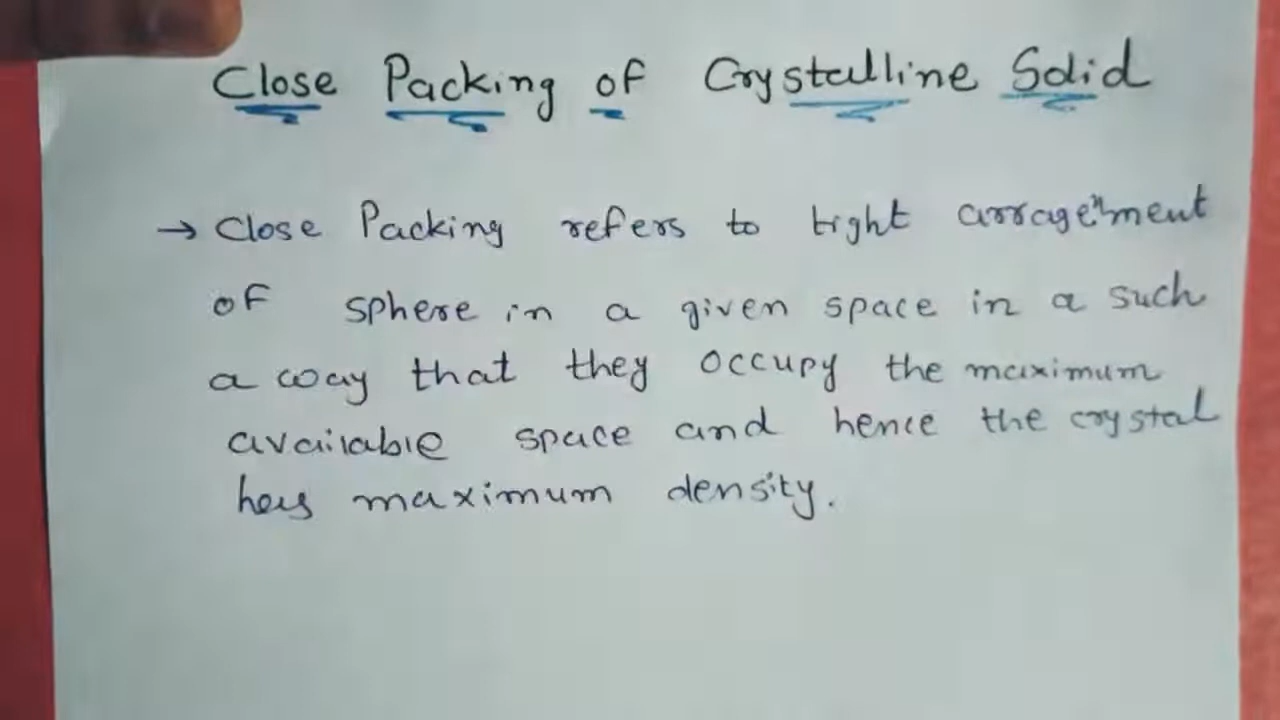 Close Packing of Crystalline Solid
→ Close Packing refers to tight arragement
of sphere in a given space in a such
a way that they occupy the maximum
available space and hence the crystal
has maximum density.